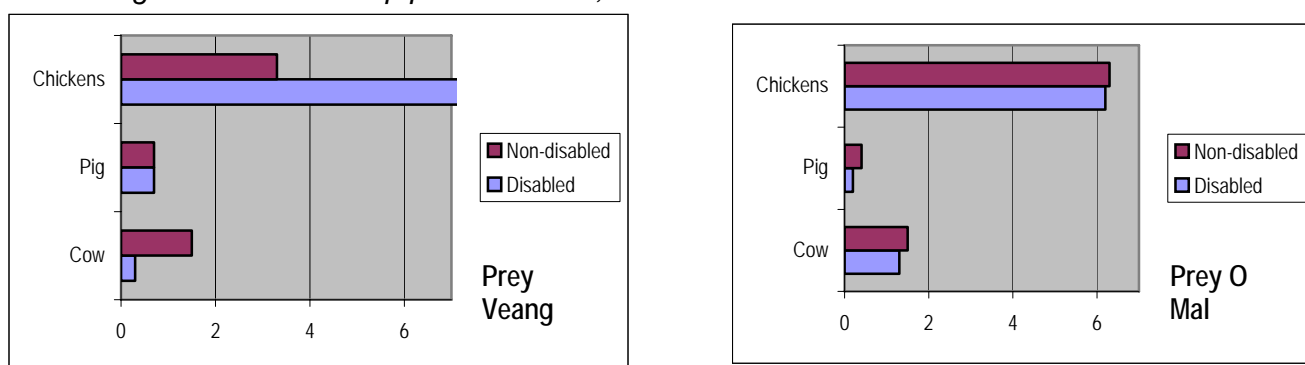 Chickens
Pig
Cow
0 2 4 6
Non-disabled
Disabled
Prey
Veang
Chickens
Pig
Cow
0 2 4 6
Non-disabled
Disabled
Prey O
Mal